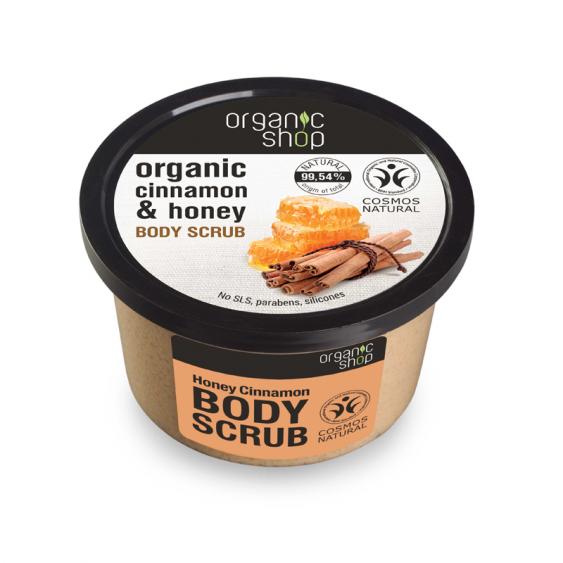 organic
shop
organic
cinnamon
& honey
BODY SCRUB
NATURAL
99,54%
origin of total
COSMOS
NATURAL
No SLS, parabens, silicones
organic
shop
Honey Cinnamon
BODY
SCRUB
COSMOS
NATURAL